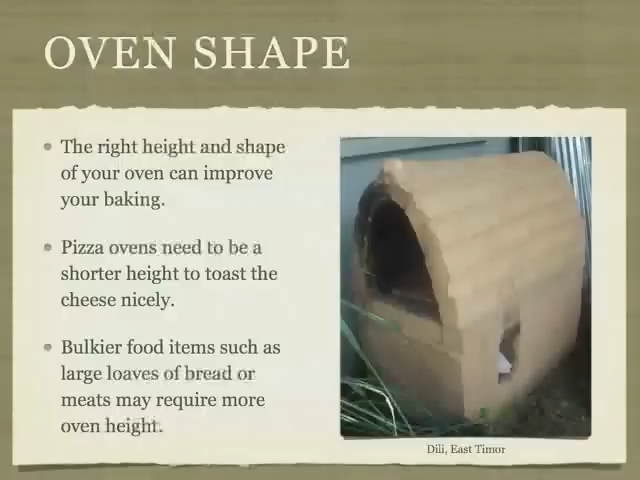 OVEN SHAPE
The right height and shape
of your oven can improve
your baking.
Pizza ovens need to be a
shorter height to toast the
cheese nicely.
Bulkier food items such as
large loaves of bread or
meats may require more
oven height.
Dili, East Timor